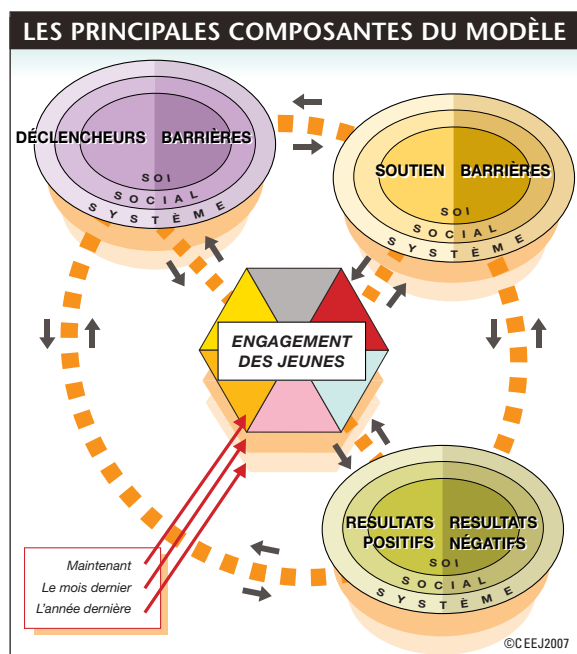 LES PRINCIPALES COMPOSANTES DU MODÈLE
DÉCLENCHEURS BARRIÈRES
SOI
SOCIAL
SYSTÈME
SOUTIEN BARRIÈRES
SOI
SOCIAL
SYSTÈME
ENGAGEMENT
DES JEUNES
RESULTATS RESULTATS
POSITIFS NÉGATIFS
SOI
SOCIAL
SYSTÈME
Maintenant
Le mois dernier
L'année dernière
©CEEJ2007